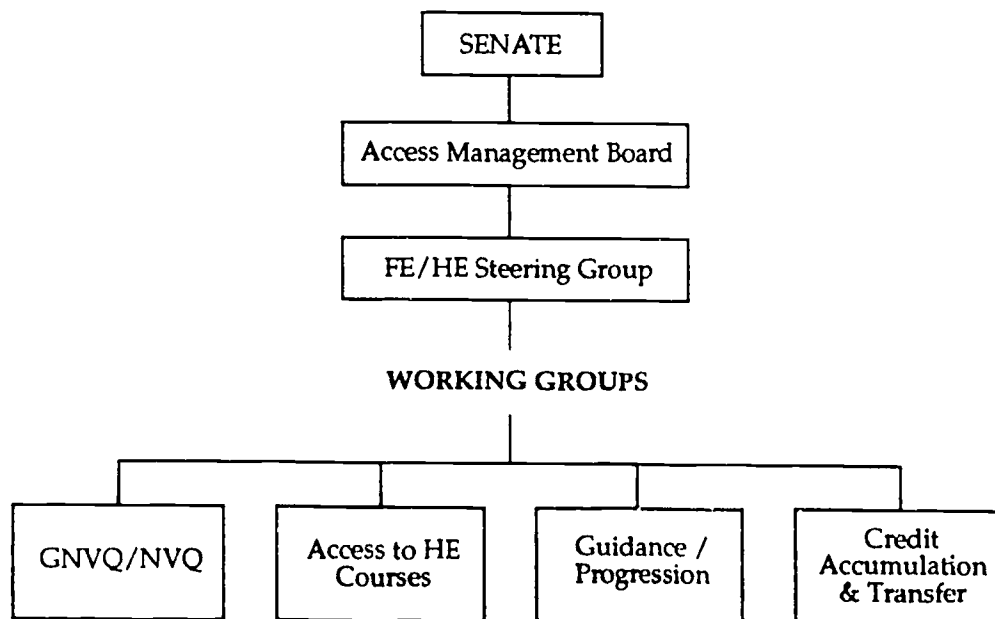 SENATE
Access Management Board
FE/HE Steering Group
WORKING GROUPS
GNVQ/NVQ
Access to HE
Courses
Guidance /
Progression
Credit
Accumulation
& Transfer